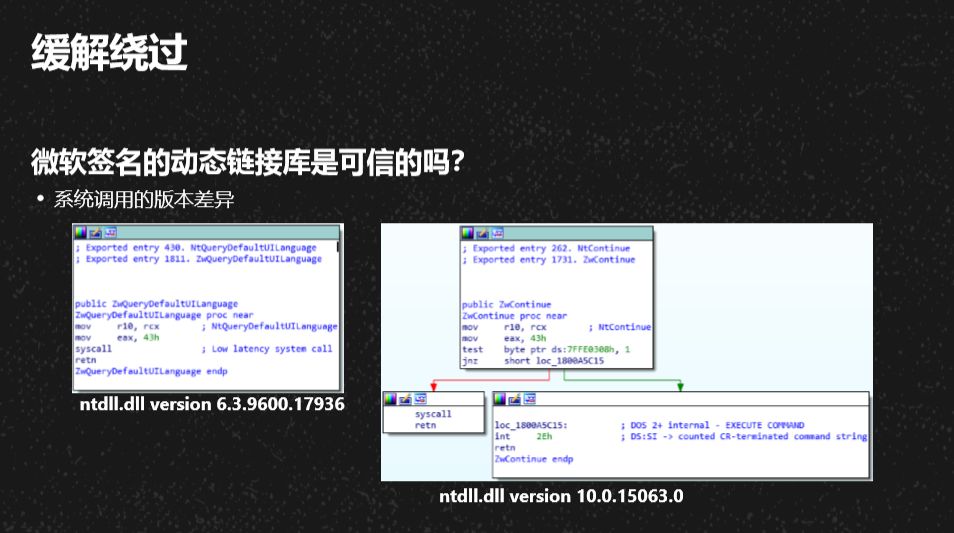 缓解绕过
微软签名的动态链接库是可信的吗?
• 系统调用的版本差异
; Exported entry 430. NtQueryDefaultUILanguage
; Exported entry 1811. ZwQueryDefaultUILanguage
public ZwQueryDefaultUILanguage
ZwQueryDefaultUILanguage proc near
mov r10, rcx ; NtQueryDefaultUILanguage
mov eax, 43h
syscall ; Low latency system call
retn
ZwQueryDefaultUILanguage endp
ntdll.dll version 6.3.9600.17936
; Exported entry 262. NtContinue
; Exported entry 1731. ZwContinue
public ZwContinue
ZwContinue proc near
mov r10, rcx ; NtContinue
mov eax, 43h
test byte ptr ds:7FFE0308h, 1
jnz short loc_1800A5C15
syscall
retn
loc_1800A5C15: ; DOS 2+ internal - EXECUTE COMMAND
int 2Eh ; DS:SI -> counted CR-terminated command string
retn
ZwContinue endp
ntdll.dll version 10.0.15063.0